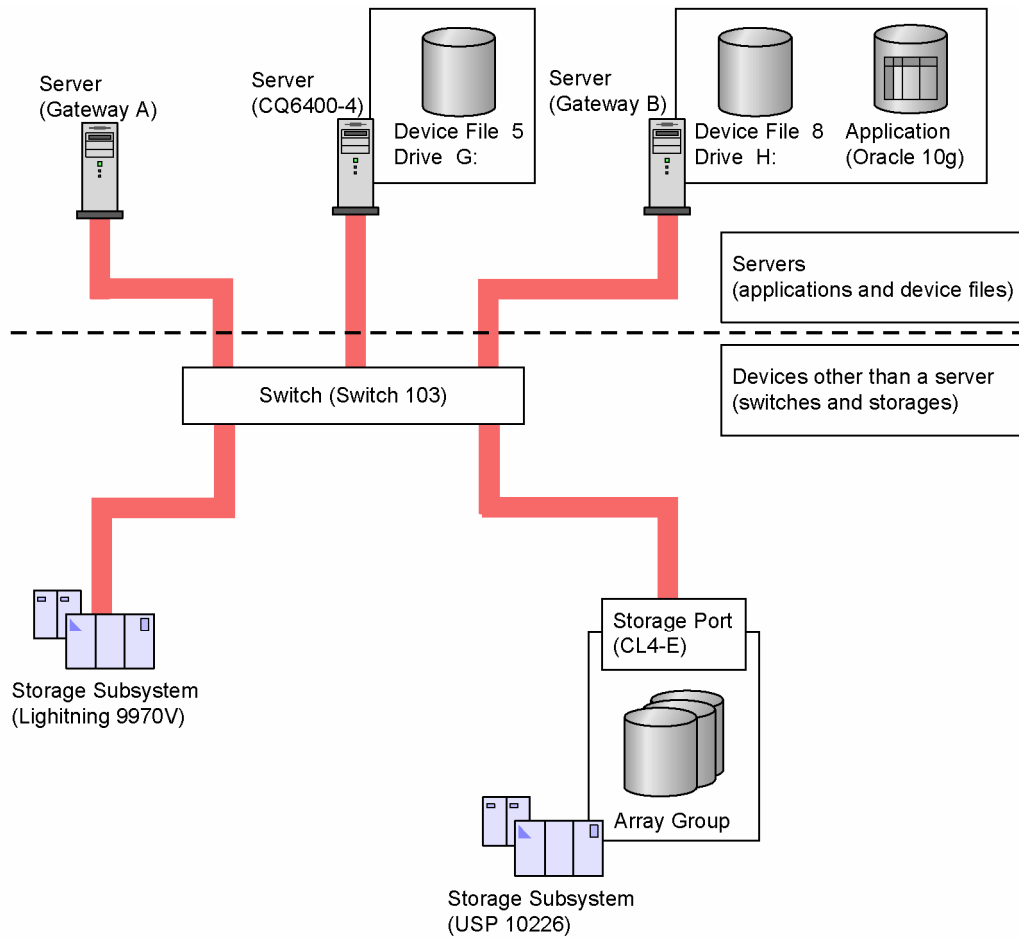 Server
(Gateway A)
Server
(CQ6400-4)
Device File 5
Drive G:
Server
(Gateway B)
Device File 8
Drive H:
Application
(Oracle 10g)
Servers
(applications and device files)
Switch (Switch 103)
Devices other than a server
(switches and storages)
Storage Subsystem
(Lighitning 9970V)
Storage Port
(CL4-E)
Array Group
Storage Subsystem
(USP 10226)